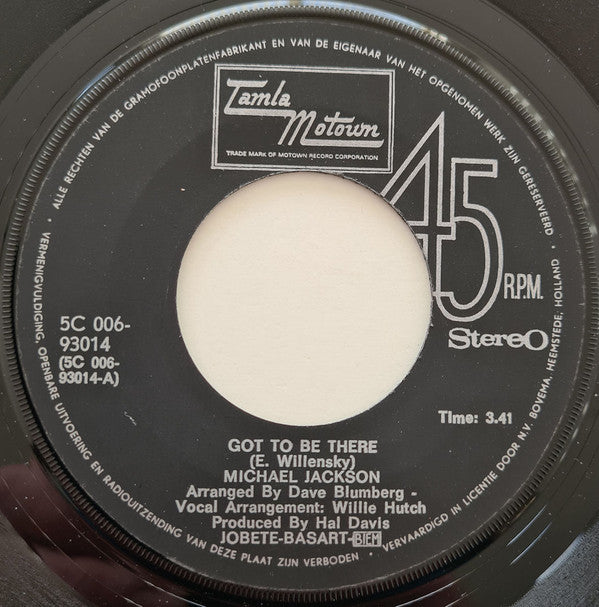 ALLE RECHTEN VAN DE GRAMOFOONPLATENFABRIKANT EN VAN DE EIGENAAR VAN HET OPGENOMEN WERK ZIJN GERESERVEERD
Tamla
Motown
TRADE MARK OF MOTOWN RECORD CORPORATION
45
R.P.M.
Stereo
5C 006-
93014
(5C 006-
93014-A)
Time: 3.41
GOT TO BE THERE
(E. Willensky)
MICHAEL JACKSON
Arranged By Dave Blumberg -
Vocal Arrangement: Willie Hutch
Produced By Hal Davis
JOBETE-BASART-BIEM
VERMENIGVULDIGING, OPENBARE UITVOERING EN RADIOUITZENDING VAN DEZE PLAAT ZIJN VERBODEN
VERVAARDIGD IN LICENTIE DOOR N.V. BOVEMA, HEEMSTEDE, HOLLAND